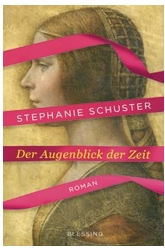 STEPHANIE SCHUSTER
Der Augenblick der Zeit
ROMAN
BLESSING